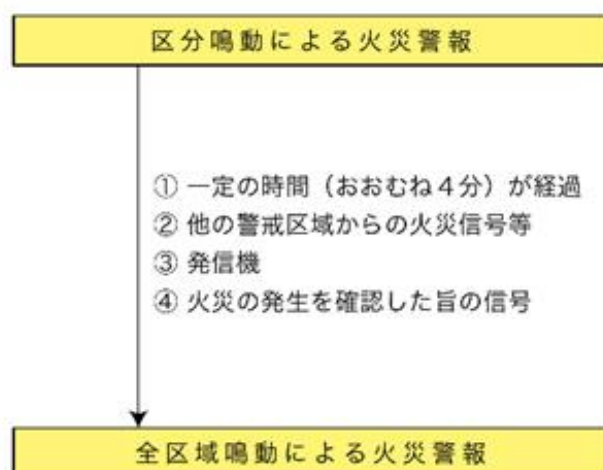 区分鳴動による火災警報
① 一定の時間（おおむね４分）が経過
② 他の警戒区域からの火災信号等
③ 発信機
④ 火災の発生を確認した旨の信号
全区域鳴動による火災警報